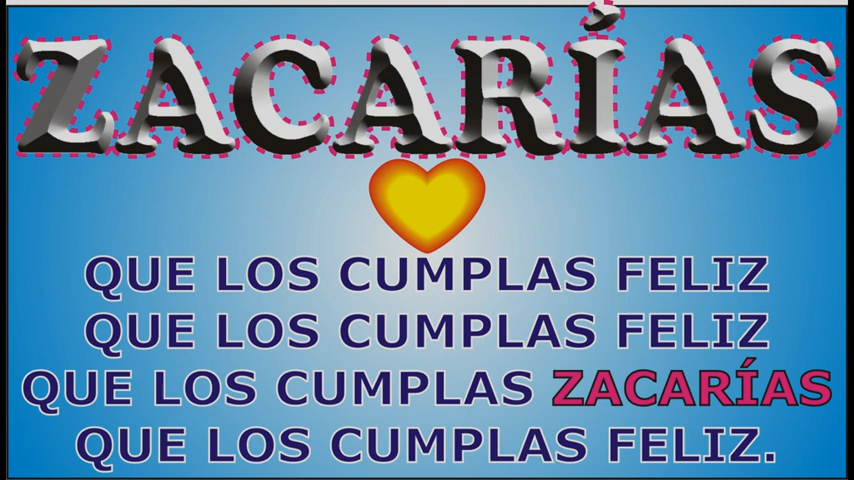 ZACARÍAS
QUE LOS CUMPLAS FELIZ
QUE LOS CUMPLAS FELIZ
QUE LOS CUMPLAS ZACARÍAS
QUE LOS CUMPLAS FELIZ.